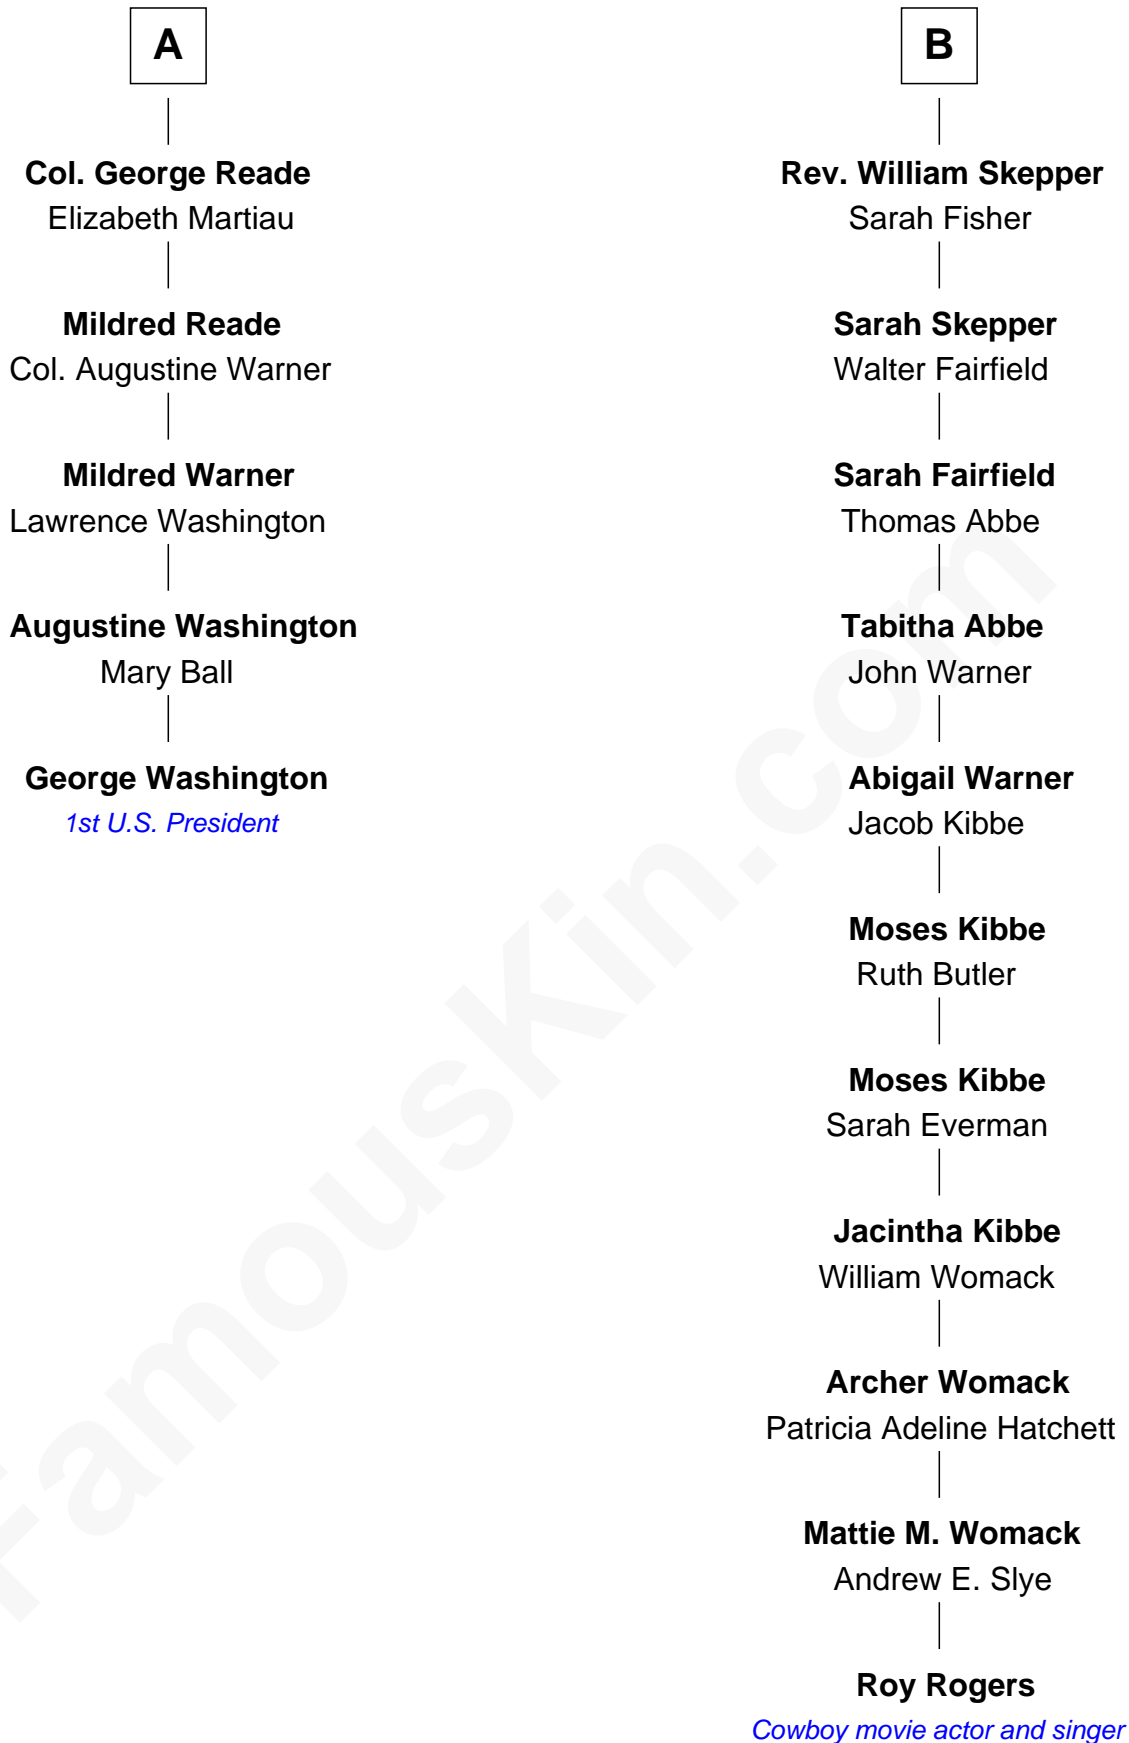 A
Col. George Reade
Elizabeth Martiau
Mildred Reade
Col. Augustine Warner
Mildred Warner
Lawrence Washington
Augustine Washington
Mary Ball
George Washington
1st U.S. President
B
Rev. William Skepper
Sarah Fisher
Sarah Skepper
Walter Fairfield
Sarah Fairfield
Thomas Abbe
Tabitha Abbe
John Warner
Abigail Warner
Jacob Kibbe
Moses Kibbe
Ruth Butler
Moses Kibbe
Sarah Everman
Jacintha Kibbe
William Womack
Archer Womack
Patricia Adeline Hatchett
Mattie M. Womack
Andrew E. Slye
Roy Rogers
Cowboy movie actor and singer
FamousKin.com